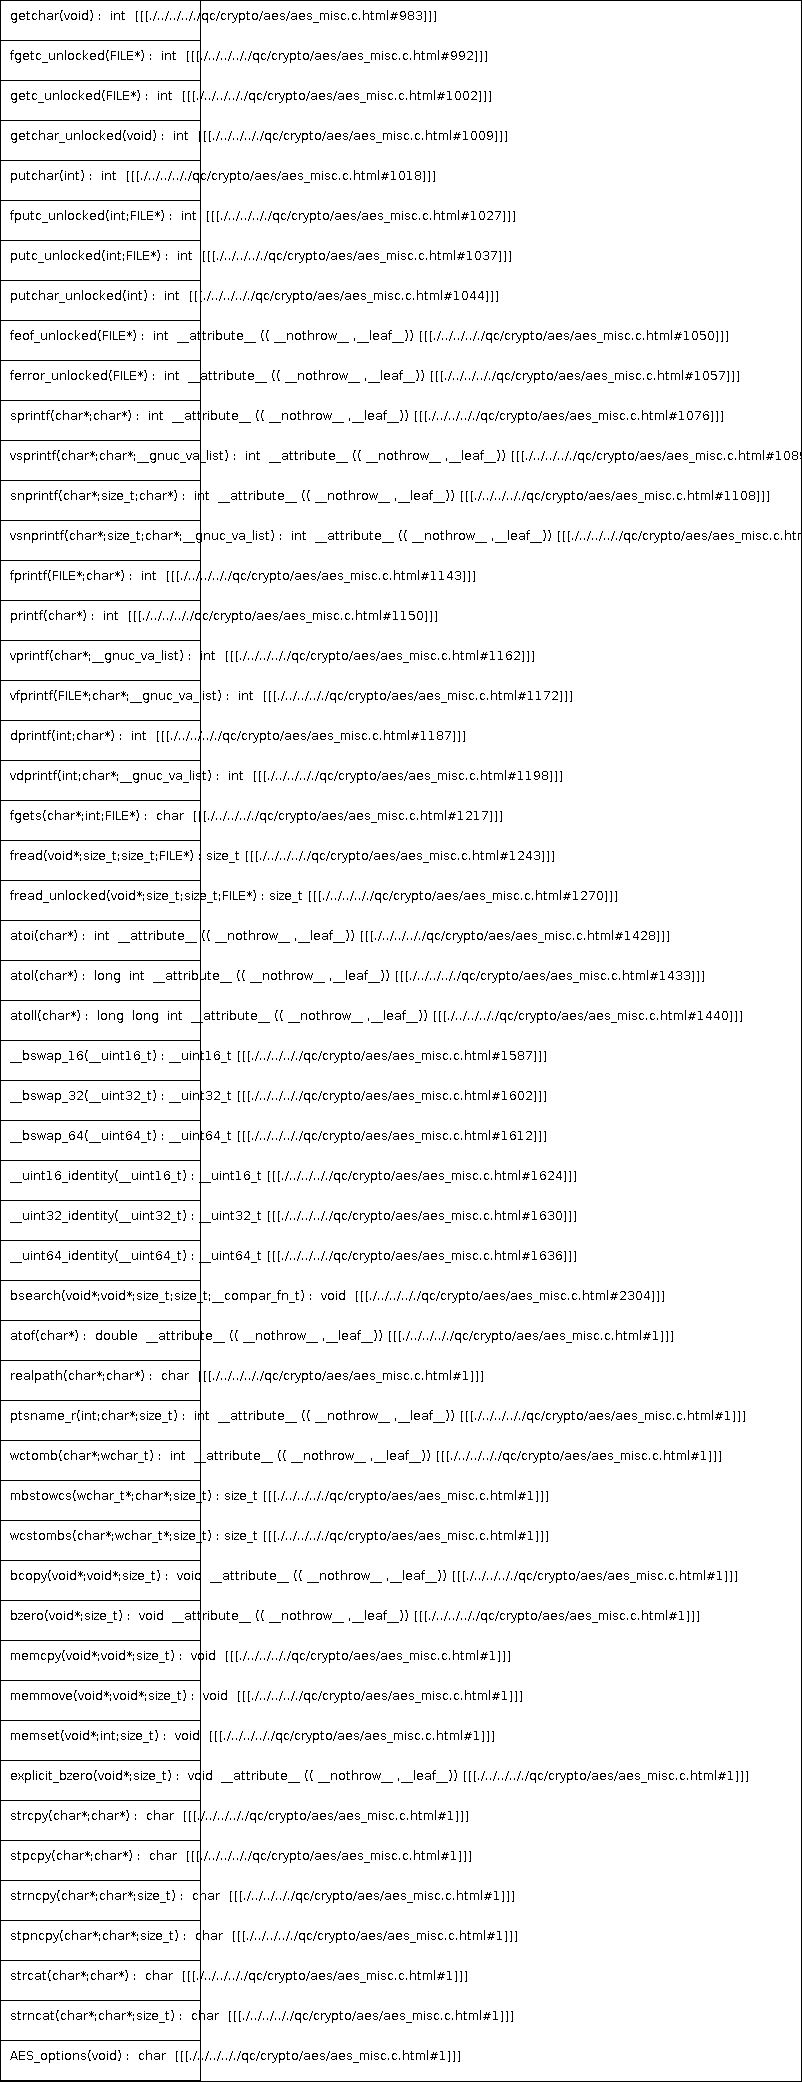 getchar(void) : int [[[./../../../qc/crypto/aes/aes_misc.c.html#983]]]
fgetc_unlocked(FILE*) : int [[[./../../../../qc/crypto/aes/aes_misc.c.html#992]]]
getc_unlocked(FILE*) : int [[[./../../../../qc/crypto/aes/aes_misc.c.html#1002]]]
getchar_unlocked(void) : int [[[./../../../../qc/crypto/aes/aes_misc.c.html#1009]]]
putchar(int) : int [[[./../../../../qc/crypto/aes/aes_misc.c.html#1018]]]
fputc_unlocked(int;FILE*) : int [[[./../../../../qc/crypto/aes/aes_misc.c.html#1027]]]
putc_unlocked(int;FILE*) : int [[[./../../../../qc/crypto/aes/aes_misc.c.html#1037]]]
putchar_unlocked(int) : int [[[./../../../../qc/crypto/aes/aes_misc.c.html#1044]]]
feof_unlocked(FILE*) : int __attribute__ (( __nothrow__ ,__leaf__)) [[[./../../../../qc/crypto/aes/aes_misc.c.html#1050]]]
ferror_unlocked(FILE*) : int __attribute__ (( __nothrow__ ,__leaf__)) [[[./../../../../qc/crypto/aes/aes_misc.c.html#1057]]]
sprintf(char*;char*) : int __attribute__ (( __nothrow__ ,__leaf__)) [[[./../../../../qc/crypto/aes/aes_misc.c.html#1076]]]
vsprintf(char*;char*;__gnuc_va_list) : int __attribute__ (( __nothrow__ ,__leaf__)) [[[./../../../../qc/crypto/aes/aes_misc.c.html#108
snprintf(char*;size_t;char*) : int __attribute__ (( __nothrow__ ,__leaf__)) [[[./../../../../qc/crypto/aes/aes_misc.c.html#1108]]]
vsnprintf(char*;size_t;char*;__gnuc_va_list) : int __attribute__ (( __nothrow__ ,__leaf__)) [[[./../../../../qc/crypto/aes/aes_misc.c.htm
fprintf(FILE*;char*) : int [[[./../../../../qc/crypto/aes/aes_misc.c.html#1143]]]
printf(char*) : int [[[./../../../../qc/crypto/aes/aes_misc.c.html#1150]]]
vprintf(char*;__gnuc_va_list) : int [[[./../../../../qc/crypto/aes/aes_misc.c.html#1162]]]
vfprintf(FILE*;char*;__gnuc_va_list) : int [[[./../../../../qc/crypto/aes/aes_misc.c.html#1172]]]
dprintf(int;char*) : int [[[./../../../../qc/crypto/aes/aes_misc.c.html#1187]]]
vdprintf(int;char*;__gnuc_va_list) : int [[[./../../../../qc/crypto/aes/aes_misc.c.html#1198]]]
fgets(char*;int;FILE*) : char [[[./../../../../qc/crypto/aes/aes_misc.c.html#1217]]]
fread(void*;size_t;size_t;FILE*) : size_t [[[./../../../../qc/crypto/aes/aes_misc.c.html#1243]]]
fread_unlocked(void*;size_t;size_t;FILE*) : size_t [[[./../../../../qc/crypto/aes/aes_misc.c.html#1270]]]
atoi(char*) : int __attribute__ (( __nothrow__ ,__leaf__)) [[[./../../../../qc/crypto/aes/aes_misc.c.html#1428]]]
atol(char*) : long int __attribute__ (( __nothrow__ ,__leaf__)) [[[./../../../../qc/crypto/aes/aes_misc.c.html#1433]]]
atoll(char*) : long long int __attribute__ (( __nothrow__ ,__leaf__)) [[[./../../../../qc/crypto/aes/aes_misc.c.html#1440]]]
__bswap_16(__uint16_t) : __uint16_t [[[./../../../../qc/crypto/aes/aes_misc.c.html#1587]]]
__bswap_32(__uint32_t) : __uint32_t [[[./../../../../qc/crypto/aes/aes_misc.c.html#1602]]]
__bswap_64(__uint64_t) : __uint64_t [[[./../../../../qc/crypto/aes/aes_misc.c.html#1612]]]
__uint16_identity(__uint16_t) : __uint16_t [[[./../../../../qc/crypto/aes/aes_misc.c.html#1624]]]
__uint32_identity(__uint32_t) : __uint32_t [[[./../../../../qc/crypto/aes/aes_misc.c.html#1630]]]
__uint64_identity(__uint64_t) : __uint64_t [[[./../../../../qc/crypto/aes/aes_misc.c.html#1636]]]
bsearch(void*;void*;size_t;size_t;__compar_fn_t) : void [[[./../../../../qc/crypto/aes/aes_misc.c.html#2304]]]
atof(char*) : double __attribute__ (( __nothrow__ ,__leaf__)) [[[./../../../../qc/crypto/aes/aes_misc.c.html#1]]]
realpath(char*;char*) : char [[[./../../../../qc/crypto/aes/aes_misc.c.html#1]]]
ptsname_r(int;char*;size_t) : int __attribute__ (( __nothrow__ ,__leaf__)) [[[./../../../../qc/crypto/aes/aes_misc.c.html#1]]]
wctomb(char*;wchar_t) : int __attribute__ (( __nothrow__ ,__leaf__)) [[[./../../../../qc/crypto/aes/aes_misc.c.html#1]]]
mbstowcs(wchar_t*;char*;size_t) : size_t [[[./../../../../qc/crypto/aes/aes_misc.c.html#1]]]
wcstombs(char*;wchar_t*;size_t) : size_t [[[./../../../../qc/crypto/aes/aes_misc.c.html#1]]]
bcopy(void*;void*;size_t) : void __attribute__ (( __nothrow__ ,__leaf__)) [[[./../../../../qc/crypto/aes/aes_misc.c.html#1]]]
bzero(void*;size_t) : void __attribute__ (( __nothrow__ ,__leaf__)) [[[./../../../../qc/crypto/aes/aes_misc.c.html#1]]]
memcpy(void*;void*;size_t) : void [[[./../../../../qc/crypto/aes/aes_misc.c.html#1]]]
memmove(void*;void*;size_t) : void [[[./../../../../qc/crypto/aes/aes_misc.c.html#1]]]
memset(void*;int;size_t) : void [[[./../../../../qc/crypto/aes/aes_misc.c.html#1]]]
explicit_bzero(void*;size_t) : void __attribute__ (( __nothrow__ ,__leaf__)) [[[./../../../../qc/crypto/aes/aes_misc.c.html#1]]]
strcpy(char*;char*) : char [[[./../../../../qc/crypto/aes/aes_misc.c.html#1]]]
stpcpy(char*;char*) : char [[[./../../../../qc/crypto/aes/aes_misc.c.html#1]]]
strncpy(char*;char*;size_t) : char [[[./../../../../qc/crypto/aes/aes_misc.c.html#1]]]
stpncpy(char*;char*;size_t) : char [[[./../../../../qc/crypto/aes/aes_misc.c.html#1]]]
strcat(char*;char*) : char [[[./../../../../qc/crypto/aes/aes_misc.c.html#1]]]
strncat(char*;char*;size_t) : char [[[./../../../../qc/crypto/aes/aes_misc.c.html#1]]]
AES_options(void) : char [[[./../../../../qc/crypto/aes/aes_misc.c.html#1]]]